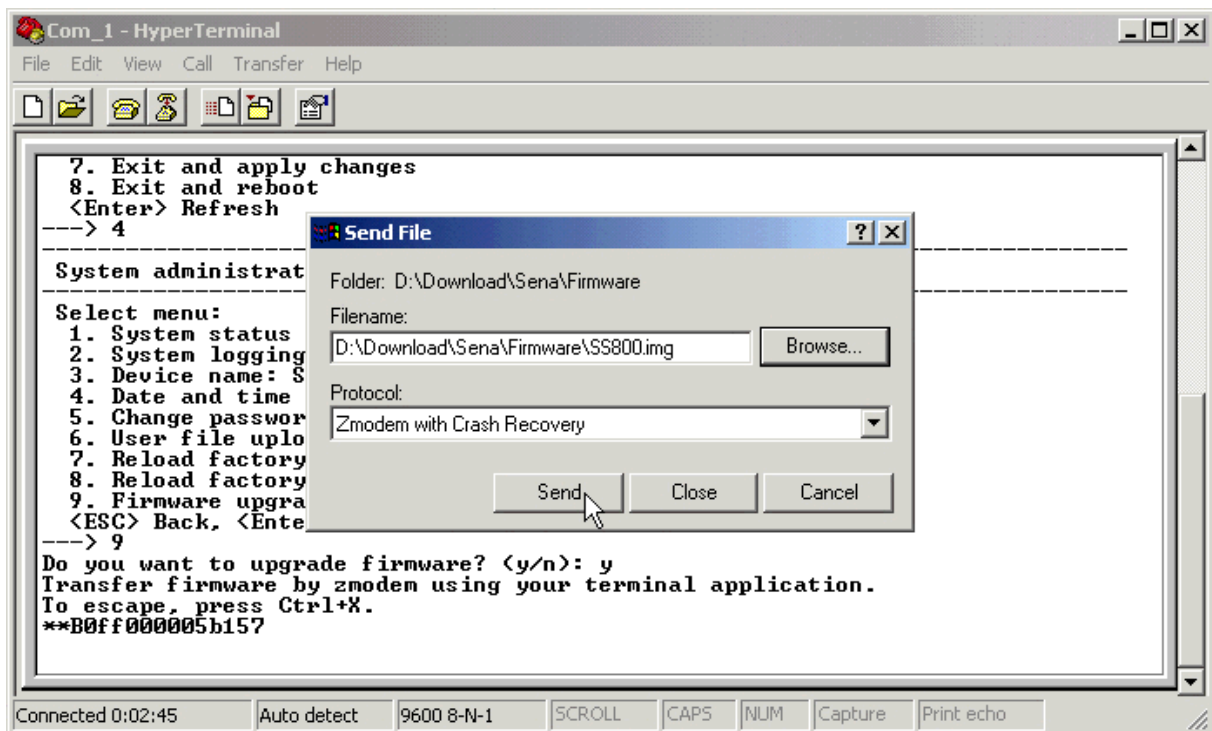 Com_1 - HyperTerminal
File Edit View Call Transfer Help
7. Exit and apply changes
8. Exit and reboot
<Enter> Refresh
---> 4
System administrat
Select menu:
1. System status
2. System logging
3. Device name: S
4. Date and time
5. Change passwor
6. User file uplo
7. Reload factory
8. Reload factory
9. Firmware upgra
<ESC> Back, <Ente
---> 9
Do you want to upgrade firmware? (y/n): y
Transfer firmware by zmodem using your terminal application.
To escape, press Ctrl+X.
**B0ff000005b157
Send File
Folder: D:\Download\Sena\Firmware
Filename:
D:\Download\Sena\Firmware\SS800.img
Browse...
Protocol:
Zmodem with Crash Recovery
Send Close Cancel
Connected 0:02:45 Auto detect 9600 8-N-1 SCROLL CAPS NUM Capture Print echo